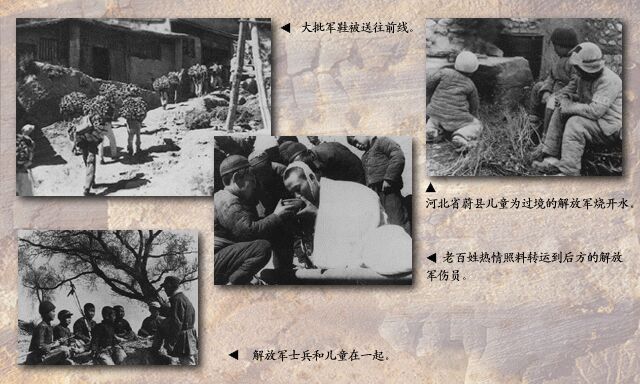 ◀ 大批军鞋被送往前线。
▲
河北省蔚县儿童为过境的解放军烧开水。
◀ 老百姓热情照料转运到后方的解放
军伤员。
◀ 解放军士兵和儿童在一起。